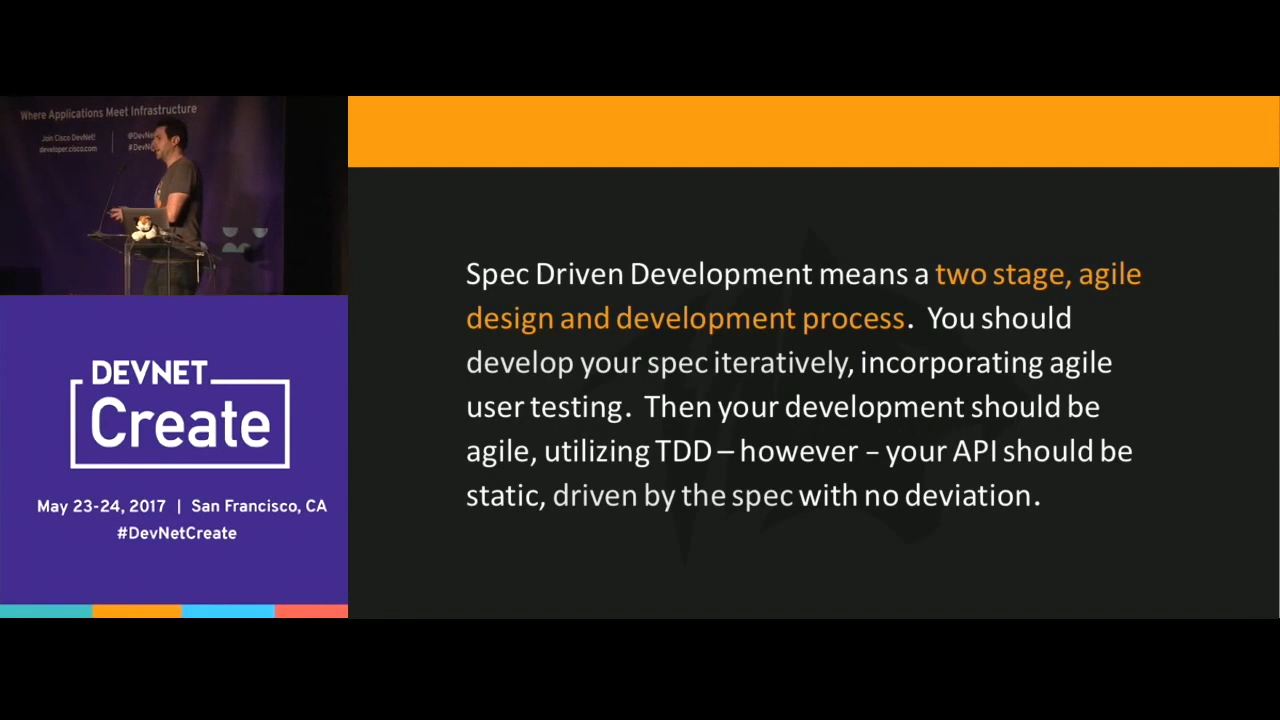 Where Applications Meet Infrastructure
Join Cisco DevNet!
developer.cisco.com
@DevNe
#DevN
DEVNET
Create
May 23-24, 2017 | San Francisco, CA
#DevNetCreate
Spec Driven Development means a two stage, agile
design and development process. You should
develop your spec iteratively, incorporating agile
user testing. Then your development should be
agile, utilizing TDD – however – your API should be
static, driven by the spec with no deviation.